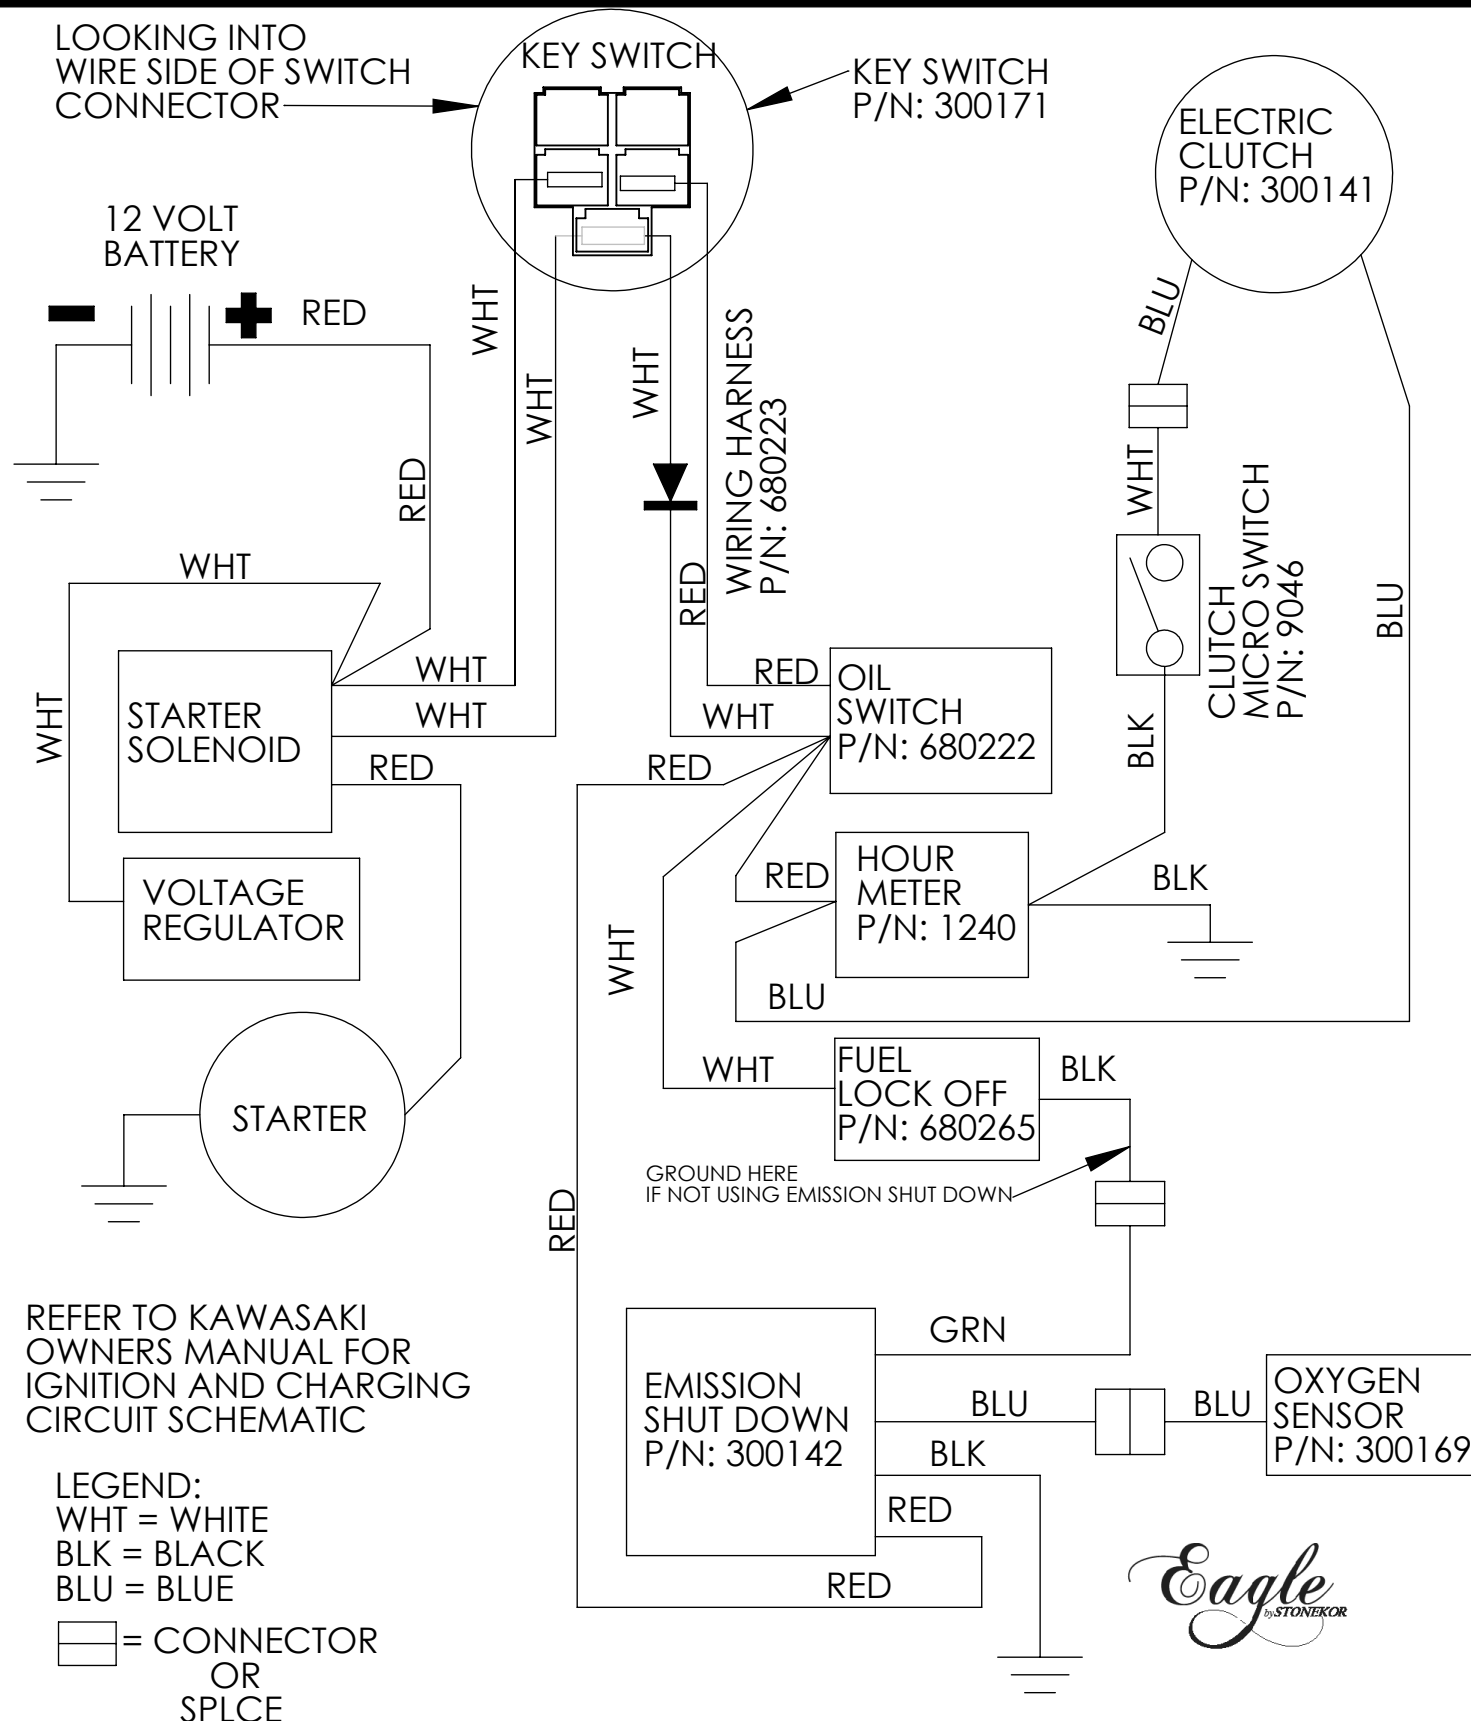 LOOKING INTO
WIRE SIDE OF SWITCH
CONNECTOR
KEY SWITCH
KEY SWITCH
P/N: 300171
ELECTRIC
CLUTCH
P/N: 300141
12 VOLT
BATTERY
RED
WHT
WHT
WHT
WIRING HARNESS
P/N: 680223
BLU
WHT
CLUTCH
MICRO SWITCH
P/N: 9046
BLU
RED
RED
WHT
WHT
WHT
WHT
STARTER
SOLENOID
RED
RED
WHT
RED
OIL
SWITCH
P/N: 680222
BLK
VOLTAGE
REGULATOR
RED
HOUR
METER
P/N: 1240
BLK
WHT
BLU
WHT
FUEL
LOCK OFF
P/N: 680265
BLK
STARTER
GROUND HERE
IF NOT USING EMISSION SHUT DOWN
RED
REFER TO KAWASAKI
OWNERS MANUAL FOR
IGNITION AND CHARGING
CIRCUIT SCHEMATIC
EMISSION
SHUT DOWN
P/N: 300142
GRN
BLU
BLU
OXYGEN
SENSOR
P/N: 300169
BLK
RED
RED
LEGEND:
WHT = WHITE
BLK = BLACK
BLU = BLUE
= CONNECTOR
OR
SPLCE
Eagle
by STONEKOR